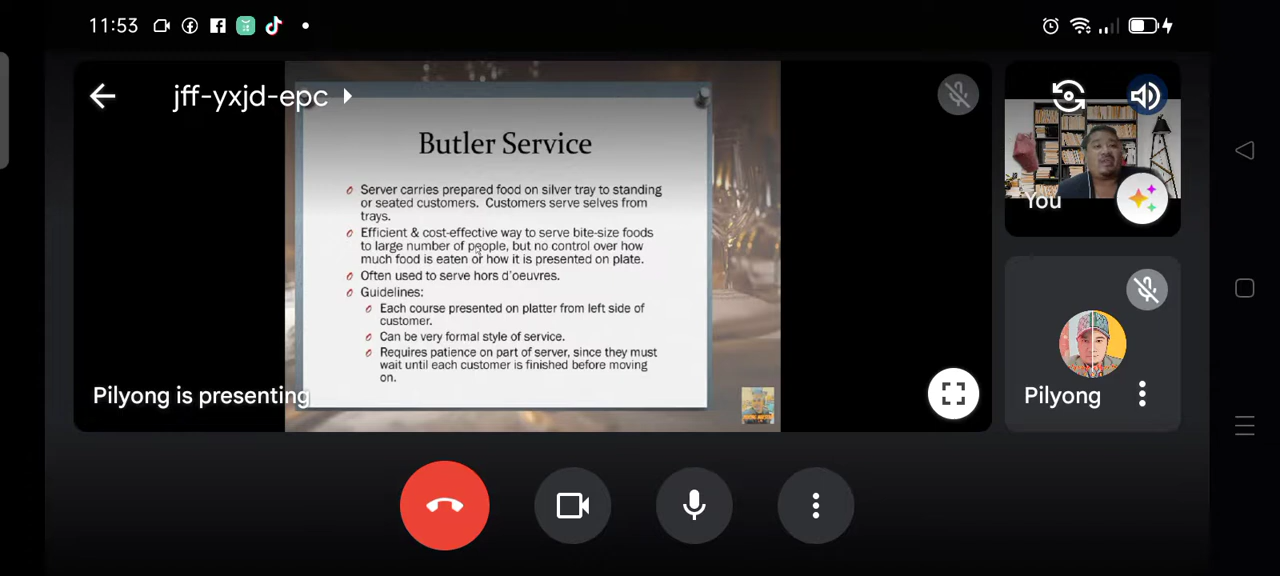 11:53
jff-yxjd-epc
Butler Service
Server carries prepared food on silver tray to standing
or seated customers. Customers serve selves from
trays.
Efficient & cost-effective way to serve bite-size foods
to large number of people, but no control over how
much food is eaten or how it is presented on plate.
Often used to serve hors d'oeuvres.
Guidelines:
Each course presented on platter from left side of
customer.
Can be very formal style of service.
Requires patience on part of server, since they must
wait until each customer is finished before moving
on.
Pilyong is presenting
You
Pilyong